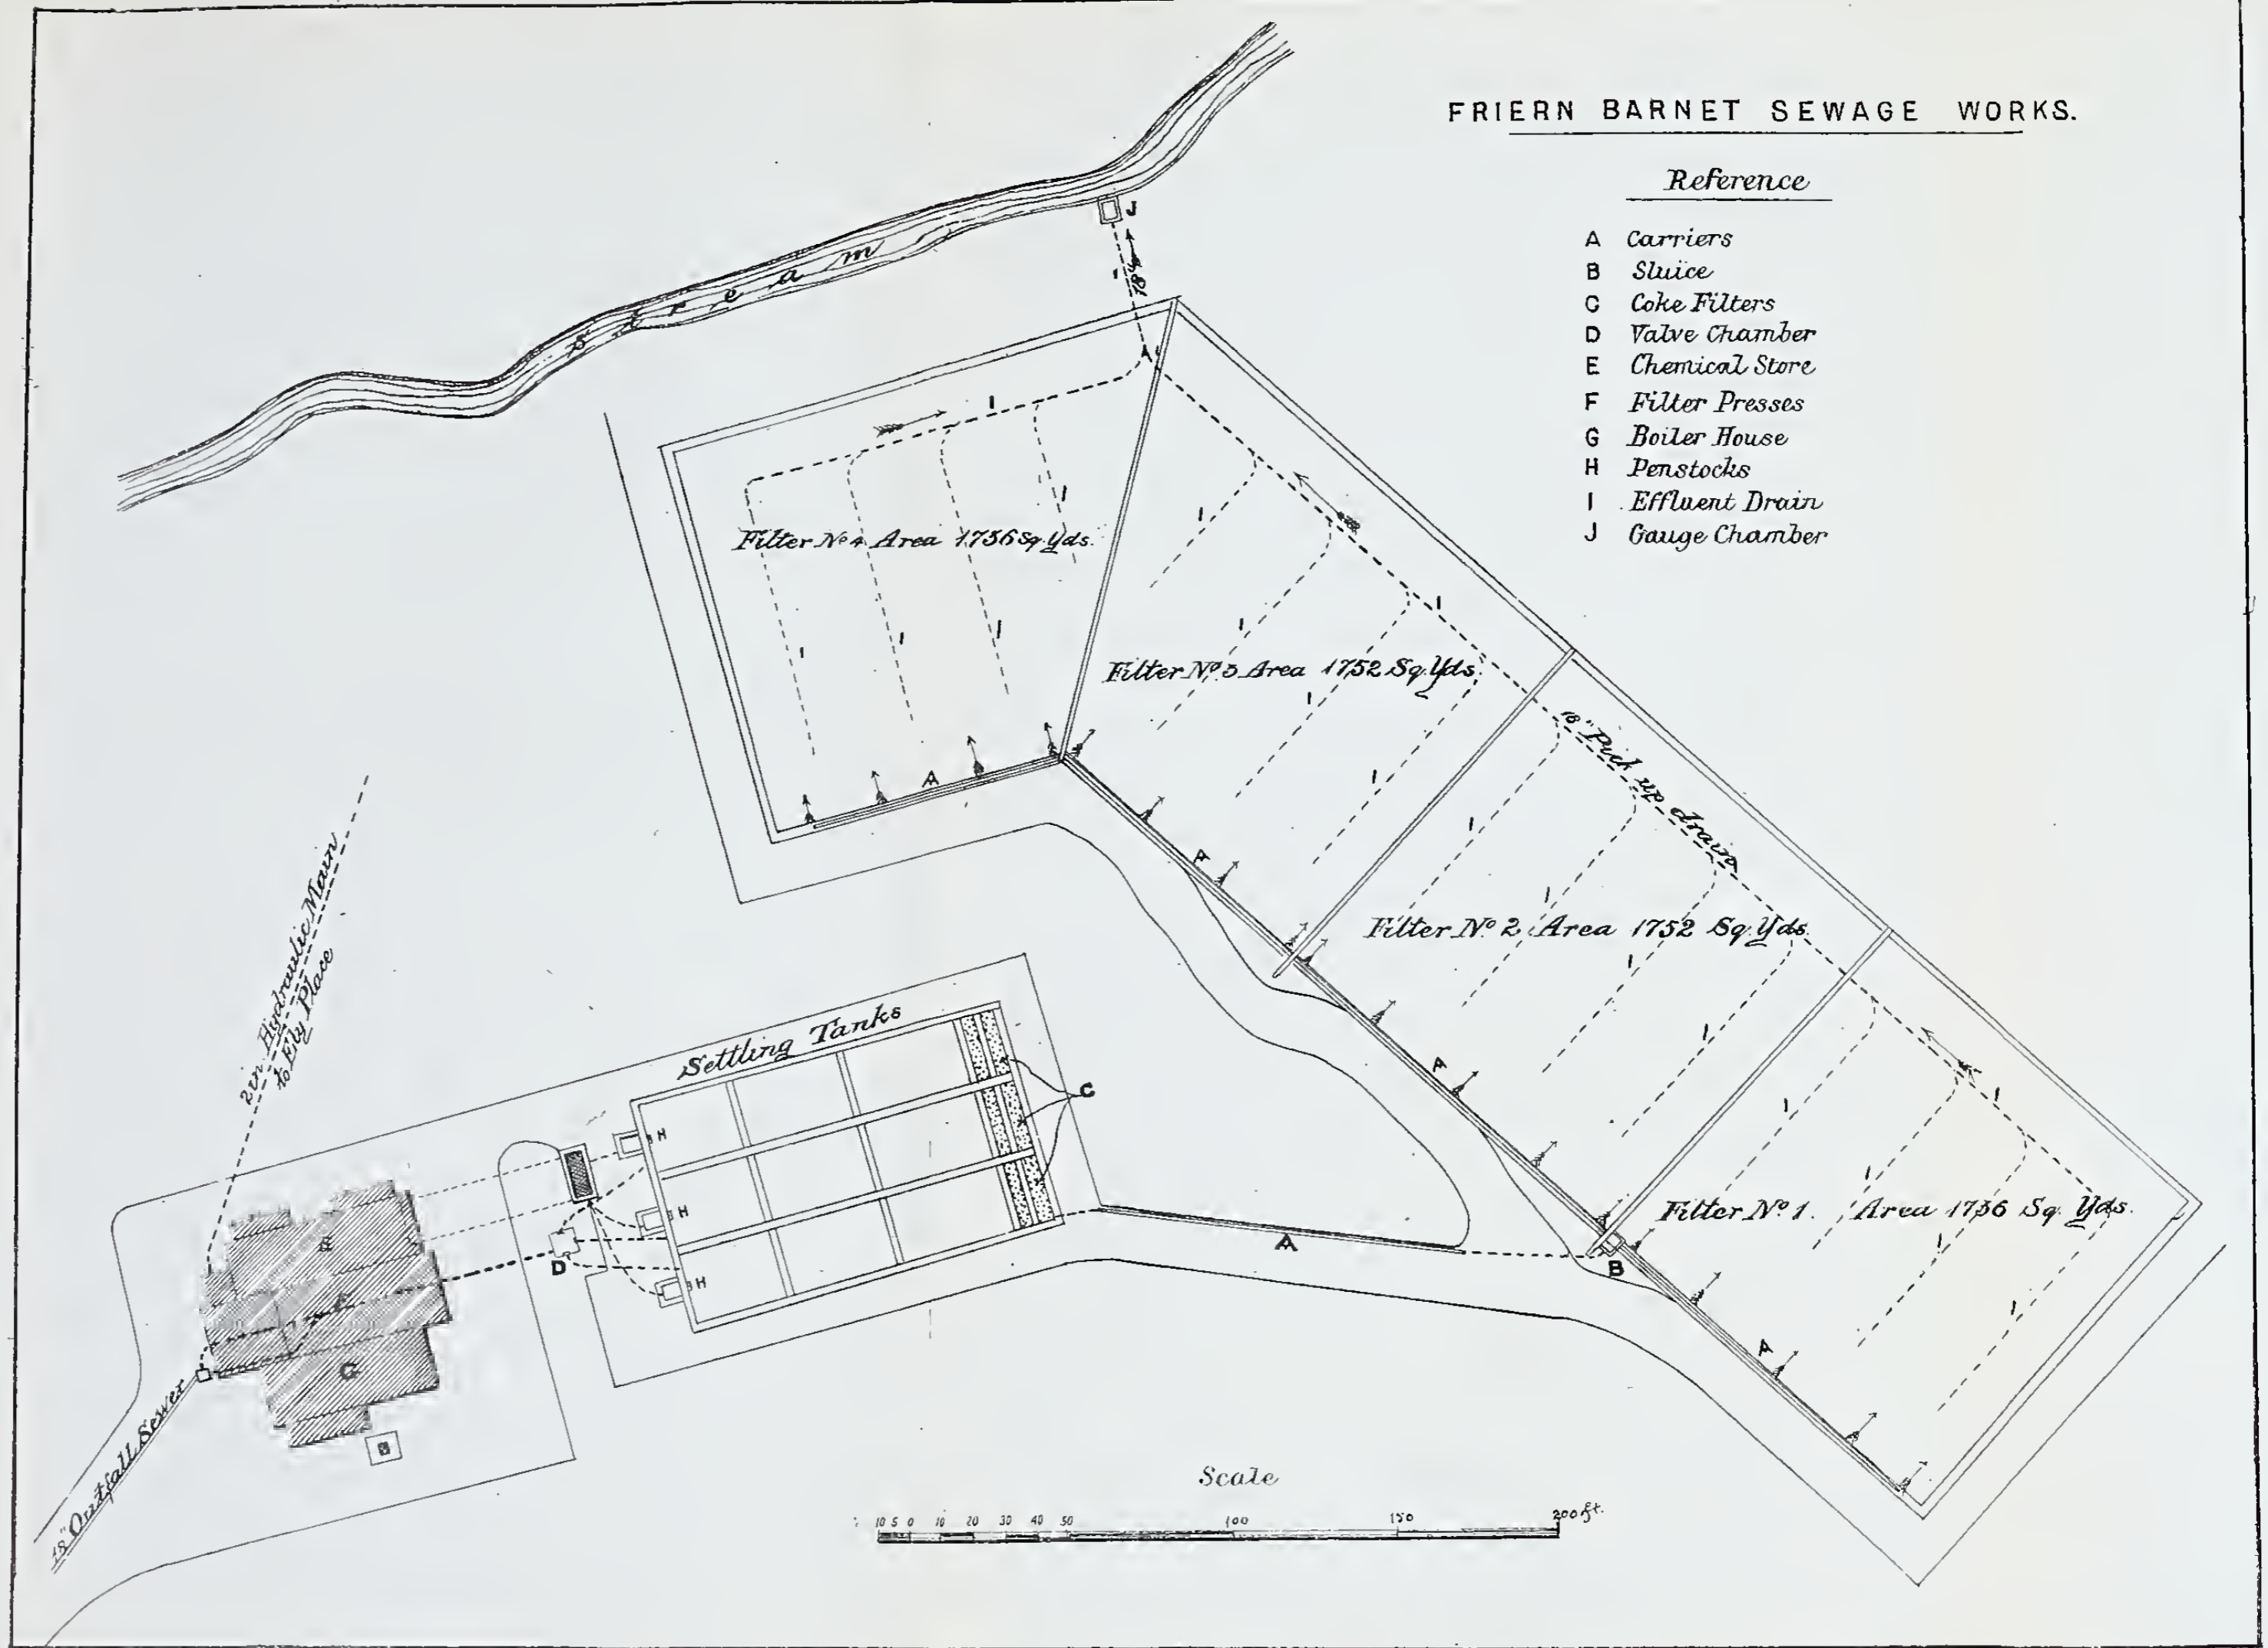 FRIERN BARNET SEWAGE WORKS.
Reference
A Carriers
B Sluice
C Coke Filters
D Valve Chamber
E Chemical Store
F Filter Presses
G Boiler House
H Penstocks
I Effluent Drain
J Gauge Chamber
Stream
J
18"
I
I
I
Filter No 4 Area 1756 Sq. Yds.
I
I
I
I
I
I
Filter No. 3 Area 1752 Sq. Yds.
I
I
A
18" Pick up drain
I
A
I
Filter No. 2 Area 1752 Sq. Yds.
I
I
A
I
I
I
Filter No. 1. Area 1756 Sq. Yds.
I
I
B
A
A
2 in. Hydraulic Main
to Ely Place
Settling Tanks
C
H
H
H
D
E
F
G
18" Outfall Sewer
Scale
10 5 0 10 20 30 40 50 100 150 200 ft.